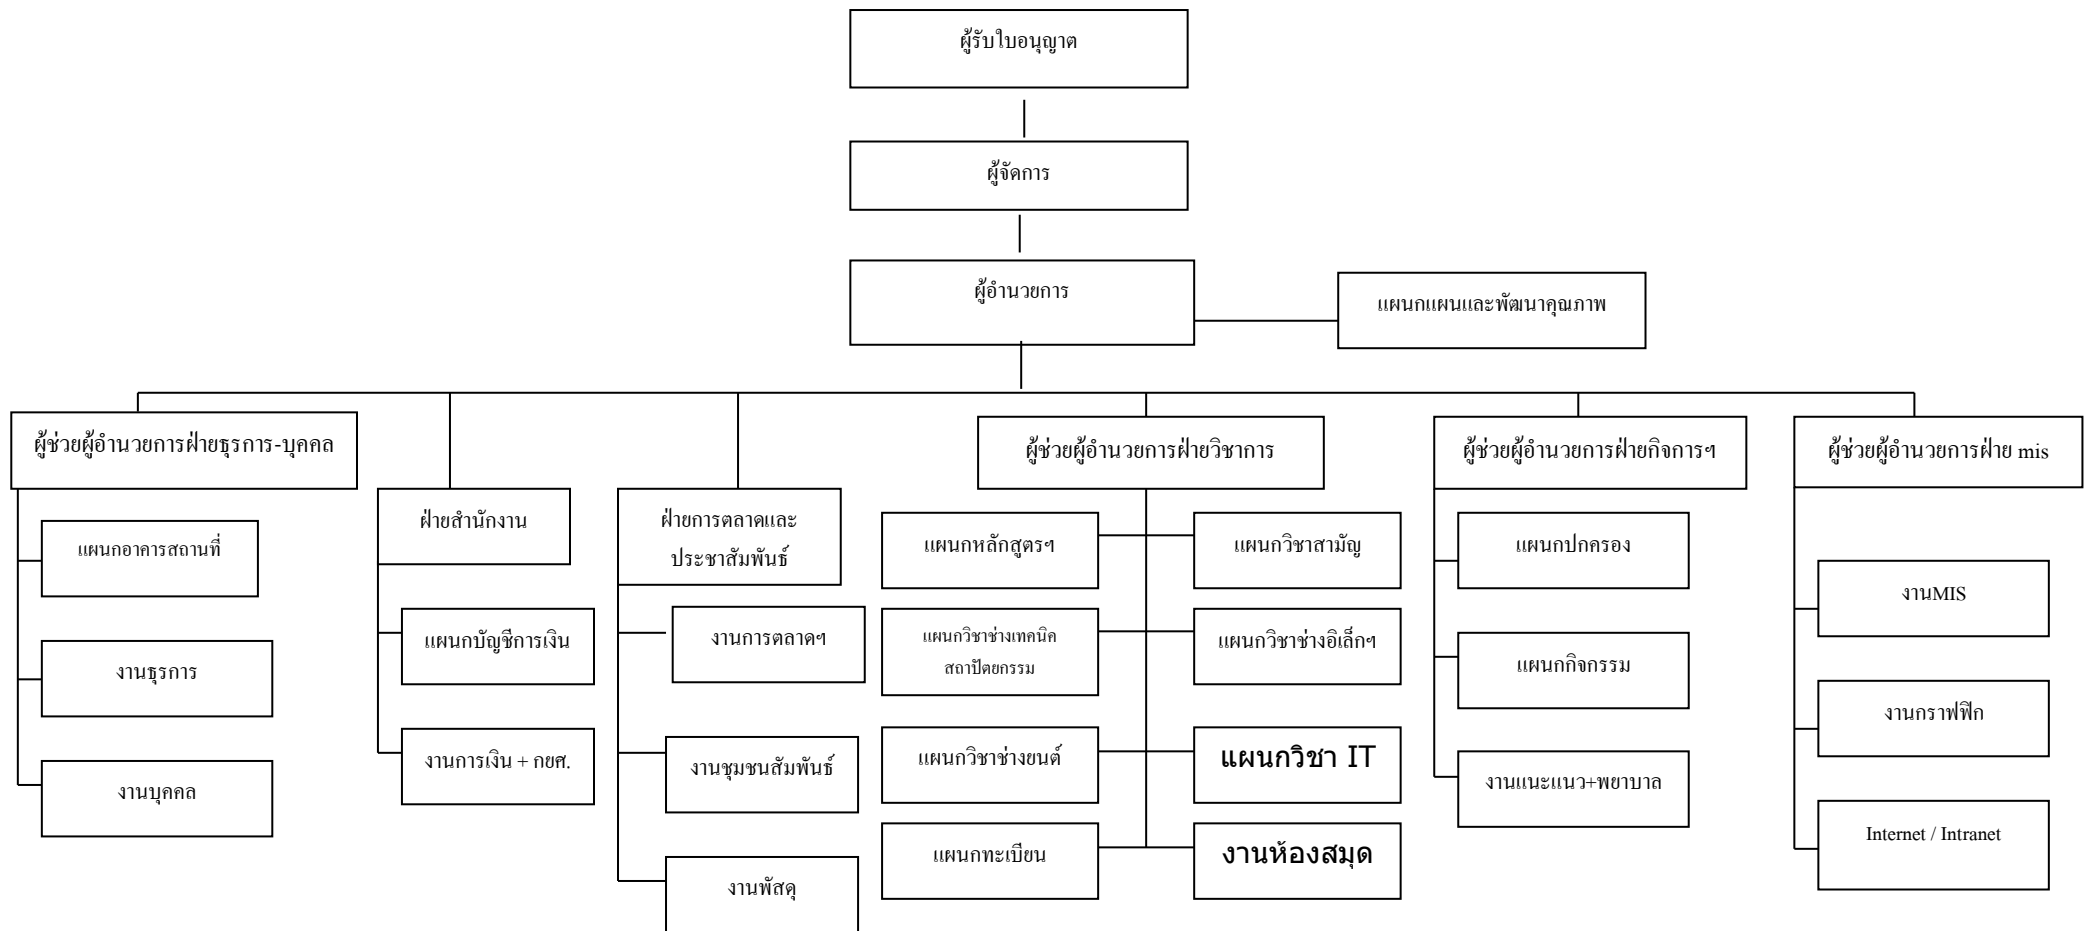 ผู้รับใบอนุญาต
ผู้จัดการ
ผู้อำนวยการ
แผนกแผนและพัฒนาคุณภาพ
ผู้ช่วยผู้อำนวยการฝ่ายธุรการ-บุคคล
แผนกอาคารสถานที่
งานธุรการ
งานบุคคล
ฝ่ายสำนักงาน
แผนกบัญชีการเงิน
งานการเงิน + กยศ.
ฝ่ายการตลาดและ
ประชาสัมพันธ์
งานการตลาดฯ
งานชุมชนสัมพันธ์
งานพัสดุ
ผู้ช่วยผู้อำนวยการฝ่ายวิชาการ
แผนกหลักสูตรฯ
แผนกวิชาสามัญ
แผนกวิชาช่างเทคนิค
สถาปัตยกรรม
แผนกวิชาช่างอิเล็กฯ
แผนกวิชาช่างยนต์
แผนกวิชา IT
แผนกทะเบียน
งานห้องสมุด
ผู้ช่วยผู้อำนวยการฝ่ายกิจการฯ
แผนกปกครอง
แผนกกิจกรรม
งานแนะแนว+พยาบาล
ผู้ช่วยผู้อำนวยการฝ่าย mis
งานMIS
งานกราฟฟิก
Internet / Intranet